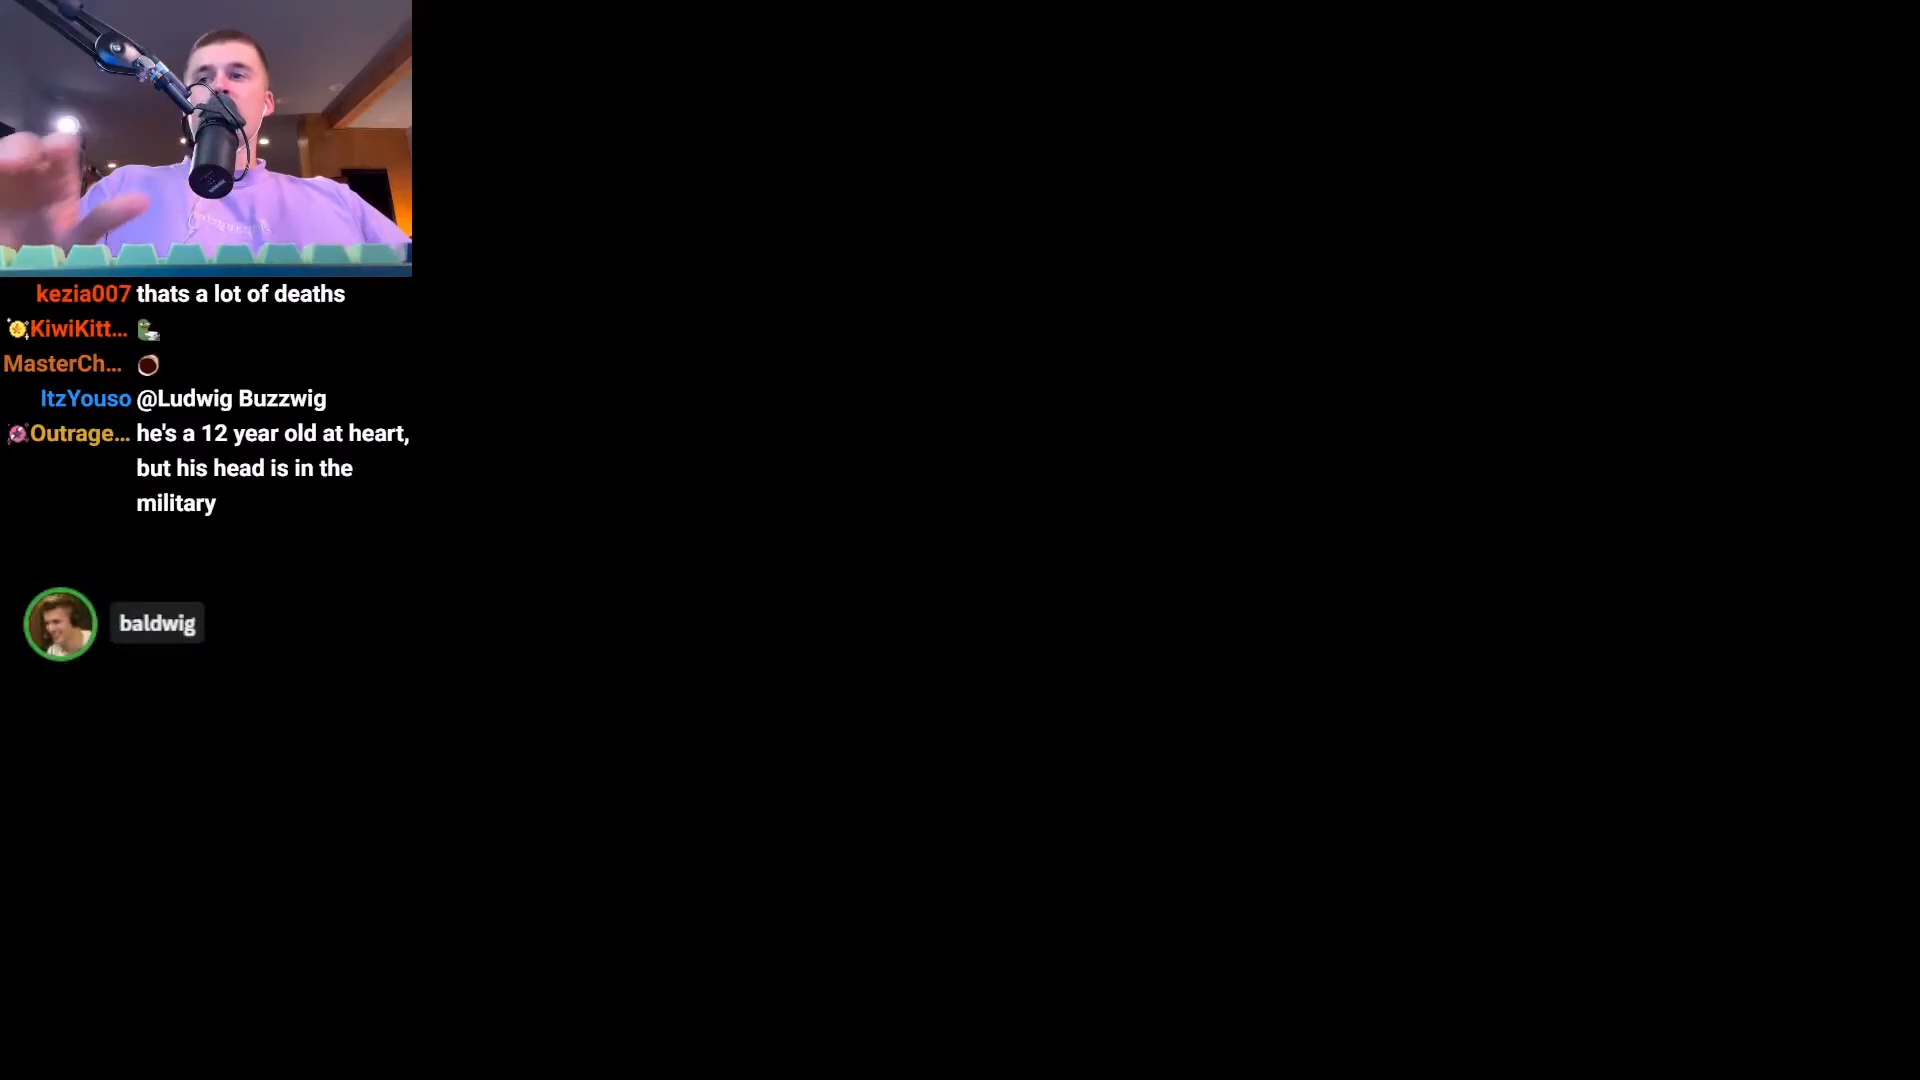 kezia007 thats a lot of deaths
KiwiKitt...
MasterCh...
ItzYouso @Ludwig Buzzwig
Outrage... he's a 12 year old at heart,
but his head is in the
military
baldwig